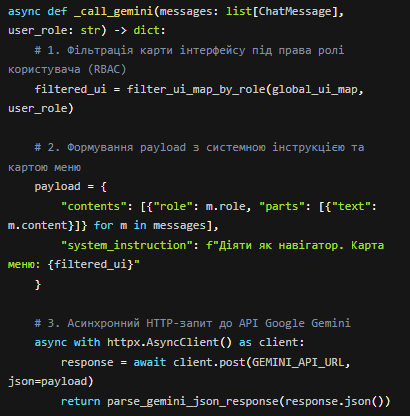 async def _call_gemini(messages: list[ChatMessage],
user_role: str) -> dict:
    # 1. Фільтрація карти інтерфейсу під права ролі
користувача (RBAC)
    filtered_ui = filter_ui_map_by_role(global_ui_map,
user_role)

    # 2. Формування payload з системною інструкцією та
картою меню
    payload = {
        "contents": [{"role": m.role, "parts": [{"text":
m.content}]} for m in messages],
        "system_instruction": f"Діяти як навігатор. Карта
меню: {filtered_ui}"
    }

    # 3. Асинхронний HTTP-запит до API Google Gemini
    async with httpx.AsyncClient() as client:
        response = await client.post(GEMINI_API_URL,
json=payload)
        return parse_gemini_json_response(response.json())